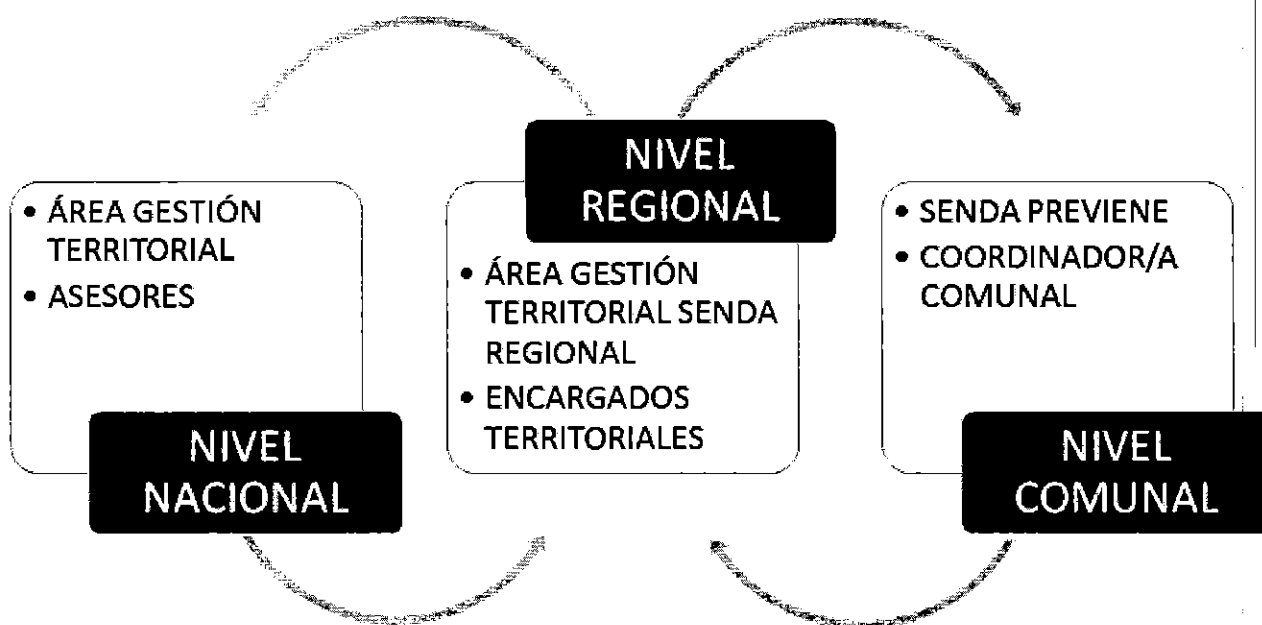 • ÁREA GESTIÓN
TERRITORIAL
• ASESORES
NIVEL
NACIONAL
NIVEL
REGIONAL
• ÁREA GESTIÓN
TERRITORIAL SENDA
REGIONAL
• ENCARGADOS
TERRITORIALES
• SENDA PREVIENE
• COORDINADOR/A
COMUNAL
NIVEL
COMUNAL